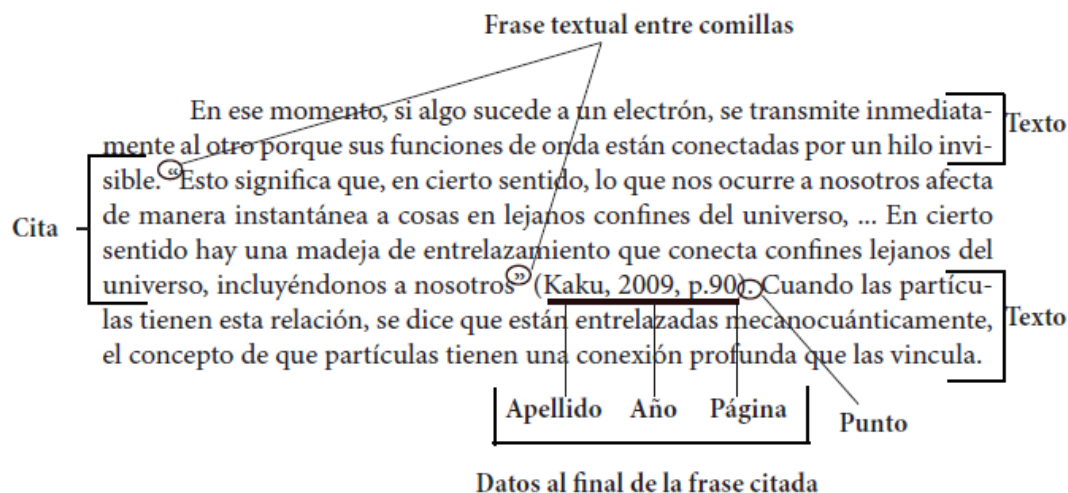 Frase textual entre comillas
En ese momento, si algo sucede a un electrón, se transmite inmediata-
mente al otro porque sus funciones de onda están conectadas por un hilo invi-
sible. “Esto significa que, en cierto sentido, lo que nos ocurre a nosotros afecta
de manera instantánea a cosas en lejanos confines del universo, ... En cierto
sentido hay una madeja de entrelazamiento que conecta confines lejanos del
universo, incluyéndonos a nosotros” (Kaku, 2009, p.90). Cuando las partícu-
las tienen esta relación, se dice que están entrelazadas mecanocuánticamente,
el concepto de que partículas tienen una conexión profunda que las vincula.
Texto
Cita
Texto
Apellido Año Página
Punto
Datos al final de la frase citada